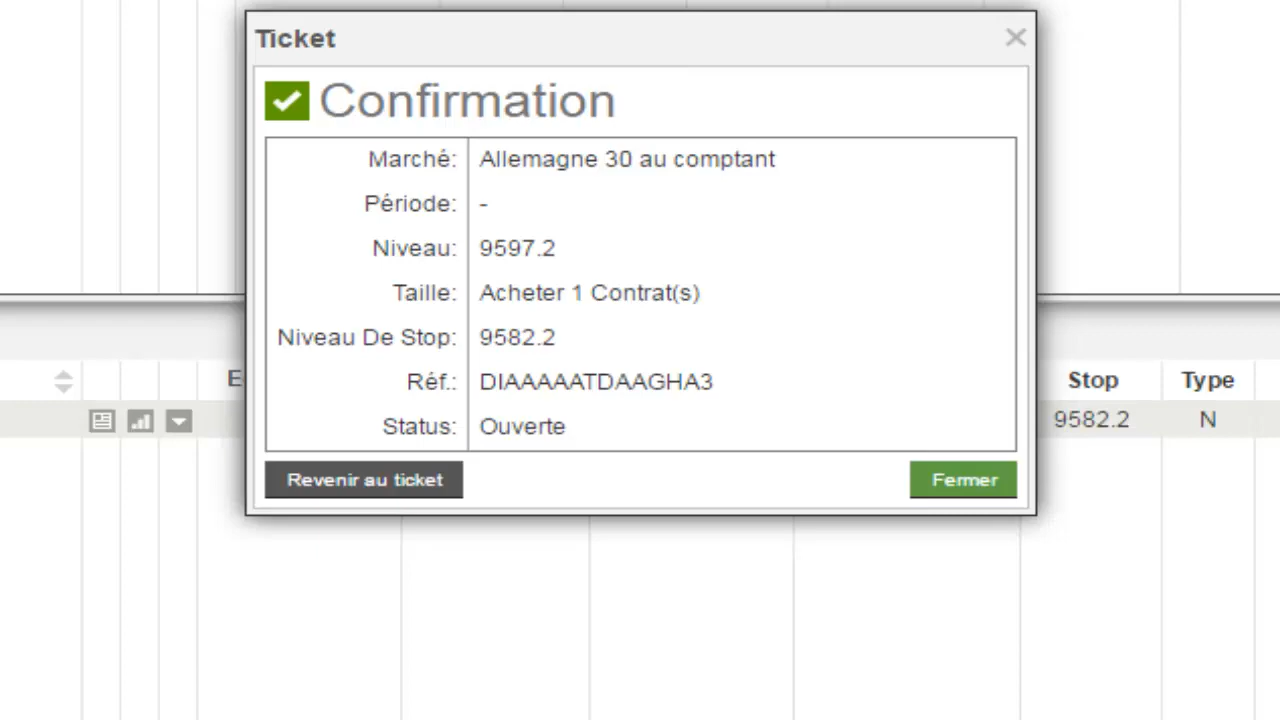 Ticket
Confirmation
Marché: Allemagne 30 au comptant
Période: -
Niveau: 9597.2
Taille: Acheter 1 Contrat(s)
Niveau De Stop: 9582.2
Réf.: DIAAAAATDAAGHA3
Status: Ouverte
Revenir au ticket Fermer
Stop Type
9582.2 N